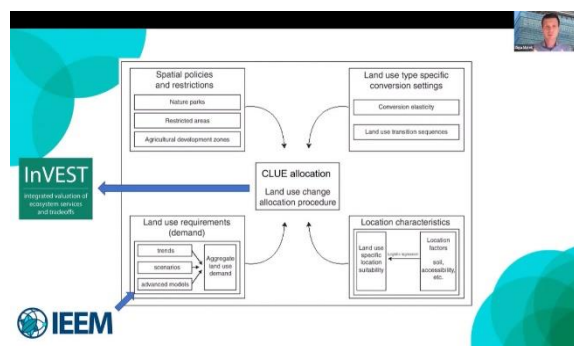 Spatial policies
and restrictions
Nature parks
Restricted areas
Agricultural development zones
Land use type specific
conversion settings
Conversion elasticity
Land use transition sequences
CLUE allocation
Land use change
allocation procedure
InVEST
integrated valuation of
ecosystem services
and tradeoffs
Land use requirements
(demand)
trends
scenarios
advanced models
Aggregate
land use
demand
Location characteristics
Land use
specific
location
suitability
Logistic regression
Location
factors
soil,
accessibility,
etc.
IEEM